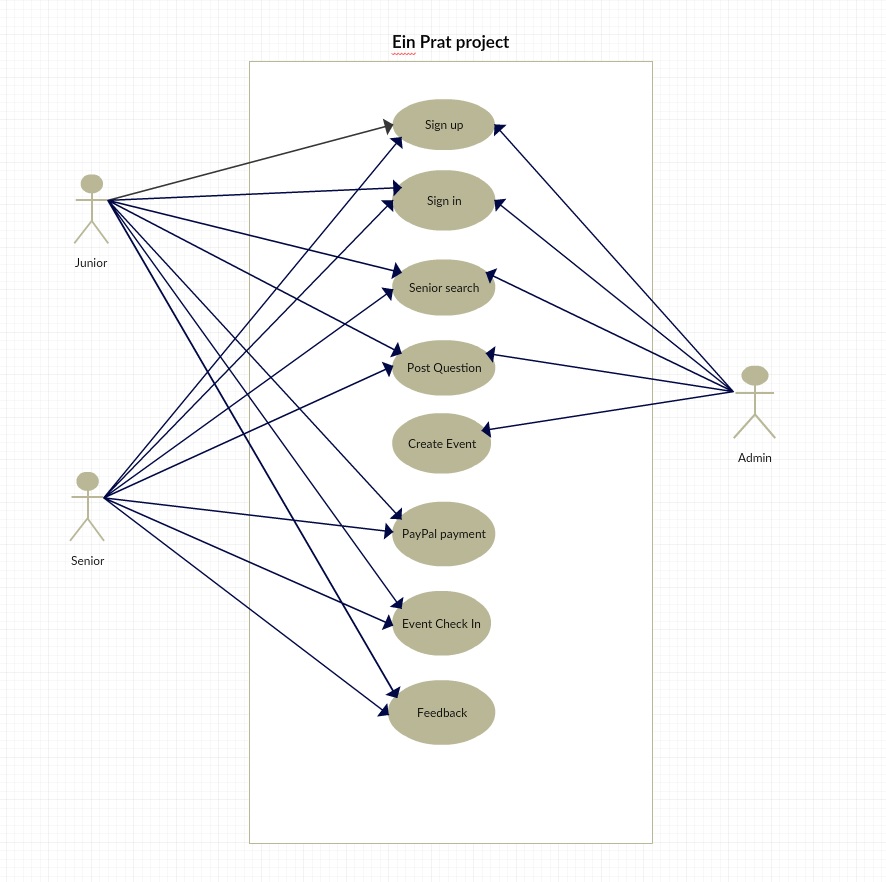 Ein Prat project
Sign up
Sign in
Junior
Senior search
Post Question
Create Event
Admin
PayPal payment
Senior
Event Check In
Feedback